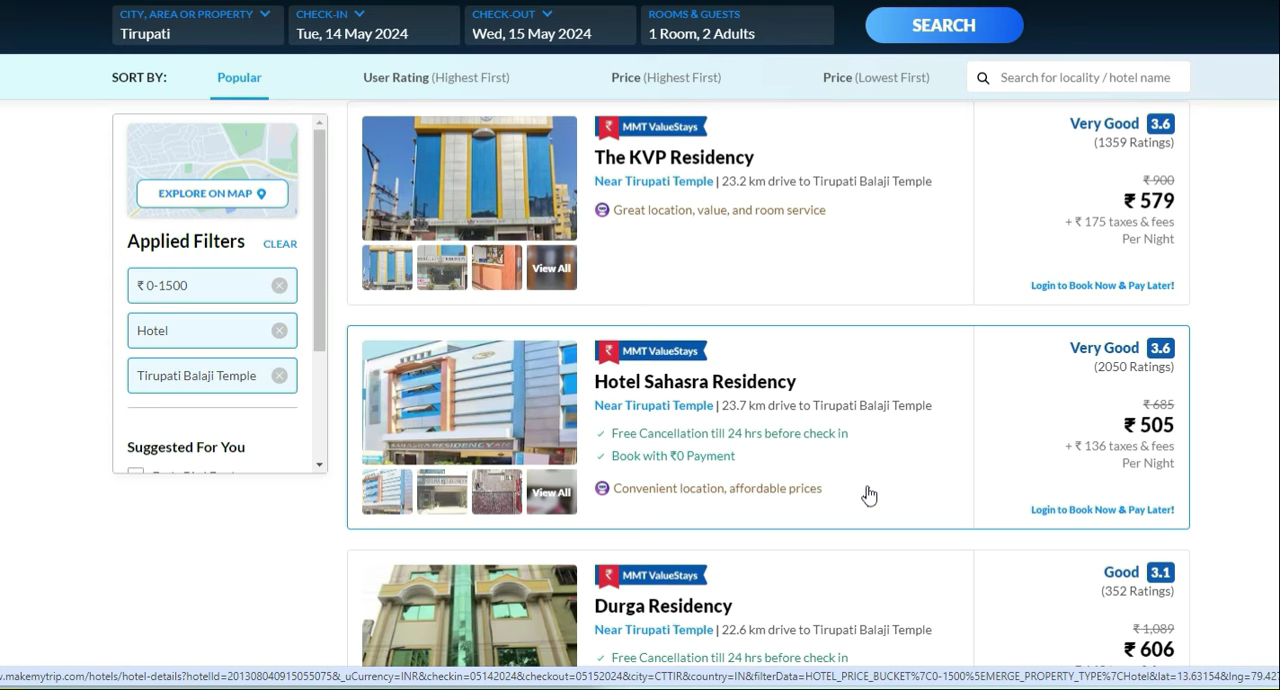 CITY, AREA OR PROPERTY
Tirupati
CHECK-IN
Tue, 14 May 2024
CHECK-OUT
Wed, 15 May 2024
ROOMS & GUESTS
1 Room, 2 Adults
SEARCH
SORT BY:
Popular
User Rating (Highest First)
Price (Highest First)
Price (Lowest First)
Search for locality / hotel name
EXPLORE ON MAP
Applied Filters
CLEAR
₹ 0-1500
Hotel
Tirupati Balaji Temple
Suggested For You
MMT ValueStays
The KVP Residency
Near Tirupati Temple | 23.2 km drive to Tirupati Balaji Temple
Great location, value, and room service
View All
Very Good 3.6
(1359 Ratings)
₹ 900
₹ 579
+ ₹ 175 taxes & fees
Per Night
Login to Book Now & Pay Later!
MMT ValueStays
Hotel Sahasra Residency
Near Tirupati Temple | 23.7 km drive to Tirupati Balaji Temple
Free Cancellation till 24 hrs before check in
Book with ₹0 Payment
Convenient location, affordable prices
View All
Very Good 3.6
(2050 Ratings)
₹ 685
₹ 505
+ ₹ 136 taxes & fees
Per Night
Login to Book Now & Pay Later!
MMT ValueStays
Durga Residency
Near Tirupati Temple | 22.6 km drive to Tirupati Balaji Temple
Free Cancellation till 24 hrs before check in
Good 3.1
(352 Ratings)
₹ 1,089
₹ 606
w.makemytrip.com/hotels/hotel-details?hotelId=201308040915055075&_uCurrency=INR&checkin=05142024&checkout=05152024&city=CTTIR&country=IN&filterData=HOTEL_PRICE_BUCKET%7C0-1500%5EMERGE_PROPERTY_TYPE%7CHotel&lat=13.63154&lng=79.42